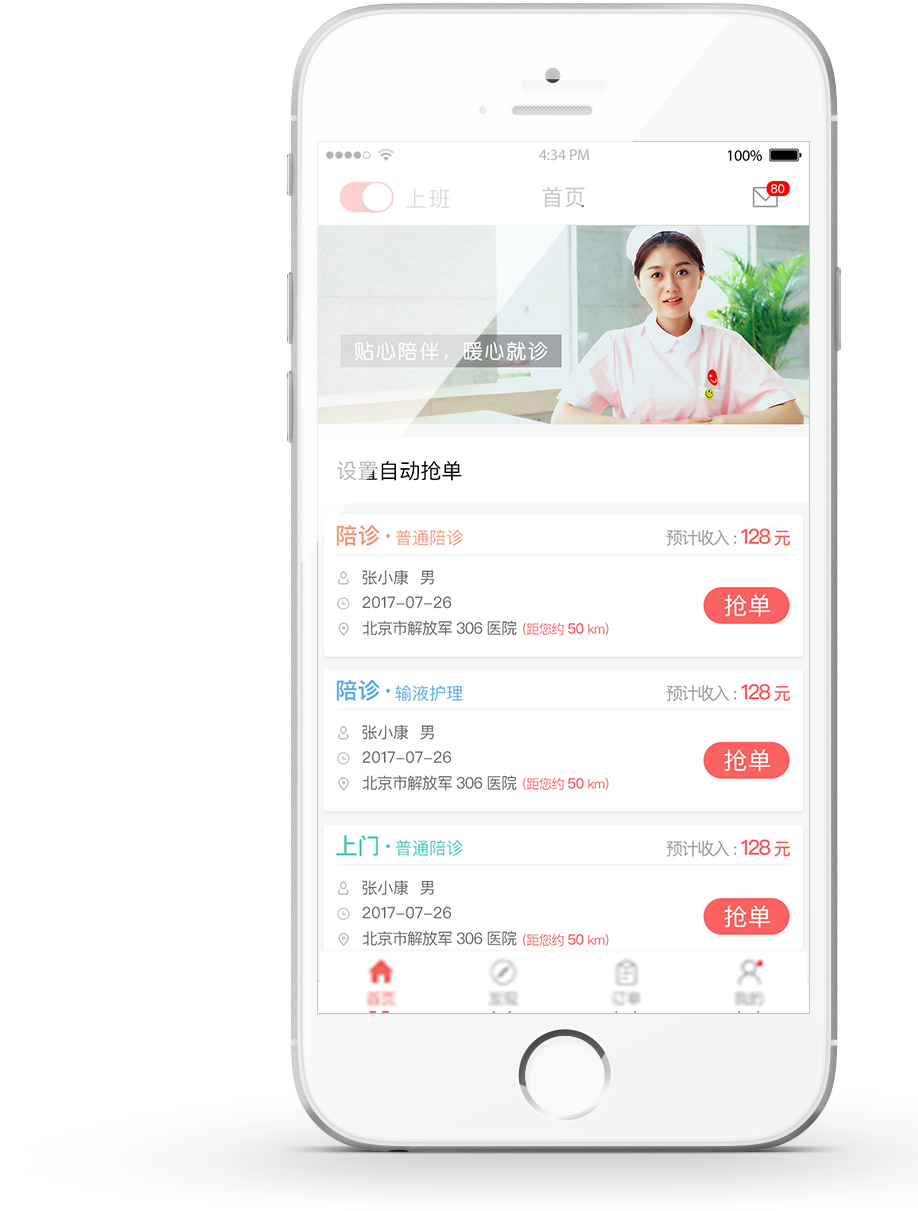 4:34 PM
100%
上班
首页
80
贴心陪伴，暖心就诊
设置自动抢单
陪诊·普通陪诊
预计收入 : 128 元
张小康 男
2017-07-26
北京市解放军 306 医院 (距您约 50 km)
抢单
陪诊·输液护理
预计收入 : 128 元
张小康 男
2017-07-26
北京市解放军 306 医院 (距您约 50 km)
抢单
上门·普通陪诊
预计收入 : 128 元
张小康 男
2017-07-26
北京市解放军 306 医院 (距您约 50 km)
抢单
首页
发现
订单
我的